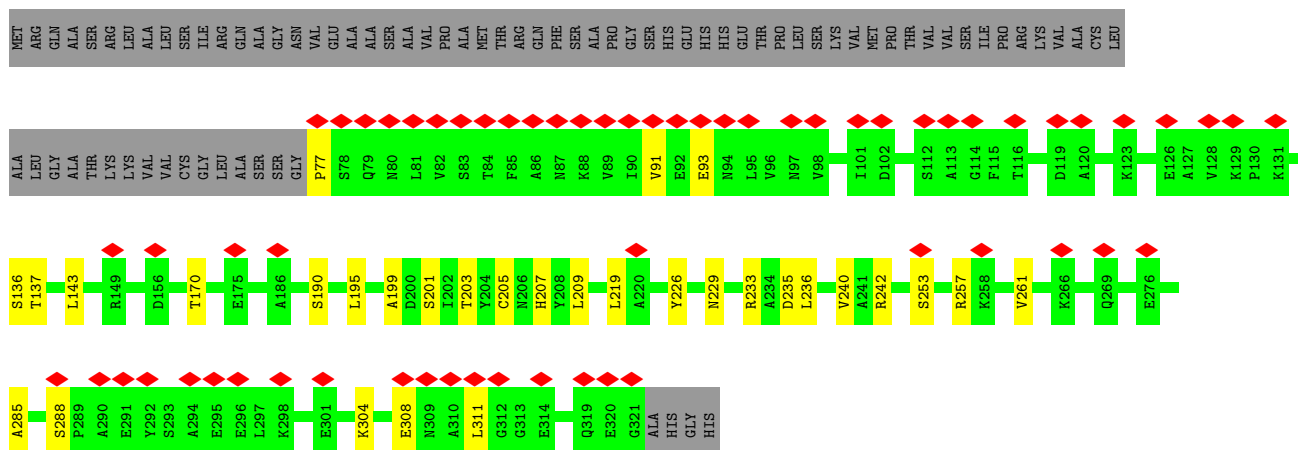 MET ARG GLN ALA SER ARG LEU ALA LEU SER ILE ARG GLN ALA GLY ASN VAL GLU ALA ALA SER ALA VAL PRO ALA MET THR ARG GLN PHE SER ALA PRO GLY SER HIS GLU HIS HIS GLU THR PRO LEU SER LYS VAL MET PRO THR VAL VAL SER ILE PRO ARG LYS VAL ALA CYS LEU
ALA LEU GLY ALA THR LYS LYS VAL VAL CYS GLY LEU ALA SER SER GLY P77 S78 Q79 N80 L81 V82 S83 T84 F85 A86 N87 K88 V89 I90 V91 E92 E93 N94 L95 V96 N97 V98 I101 D102 S112 A113 G114 F115 T116 D119 A120 K123 E126 A127 V128 K129 P130 K131
S136 T137 L143 R149 D156 T170 E175 A186 S190 L195 A199 D200 S201 I202 T203 Y204 C205 N206 H207 Y208 L209 L219 A220 Y226 N229 R233 A234 D235 L236 V240 A241 R242 S253 R257 K258 V261 K266 Q269 E276
A285 S288 P289 A290 E291 Y292 S293 A294 E295 E296 L297 K298 E301 K304 E308 N309 A310 L311 G312 G313 E314 Q319 E320 G321 ALA HIS GLY HIS